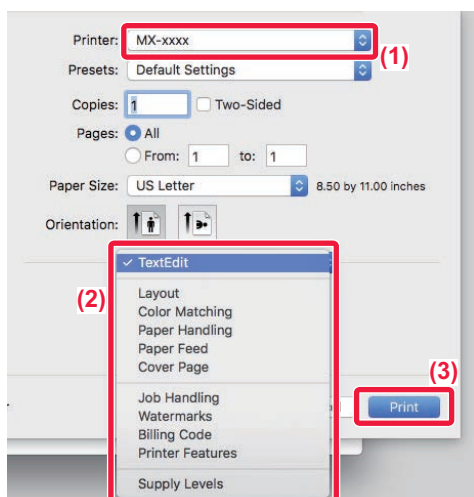 Printer: MX-xxxx
(1)
Presets: Default Settings
Copies: 1 Two-Sided
Pages: All
From: 1 to: 1
Paper Size: US Letter 8.50 by 11.00 inches
Orientation:
✓ TextEdit
(2)
Layout
Color Matching
Paper Handling
Paper Feed
Cover Page
(3)
Job Handling
Print
Watermarks
Billing Code
Printer Features
Supply Levels